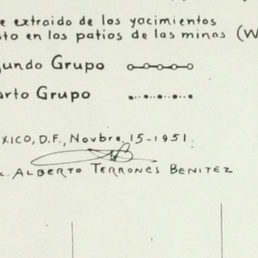 e extraido de los yacimientos
sto en los patios de las minas (W
gundo Grupo
arto Grupo
XICO, D.F., Novbre. 15-1951.
L. ALBERTO TERRONES BENITEZ